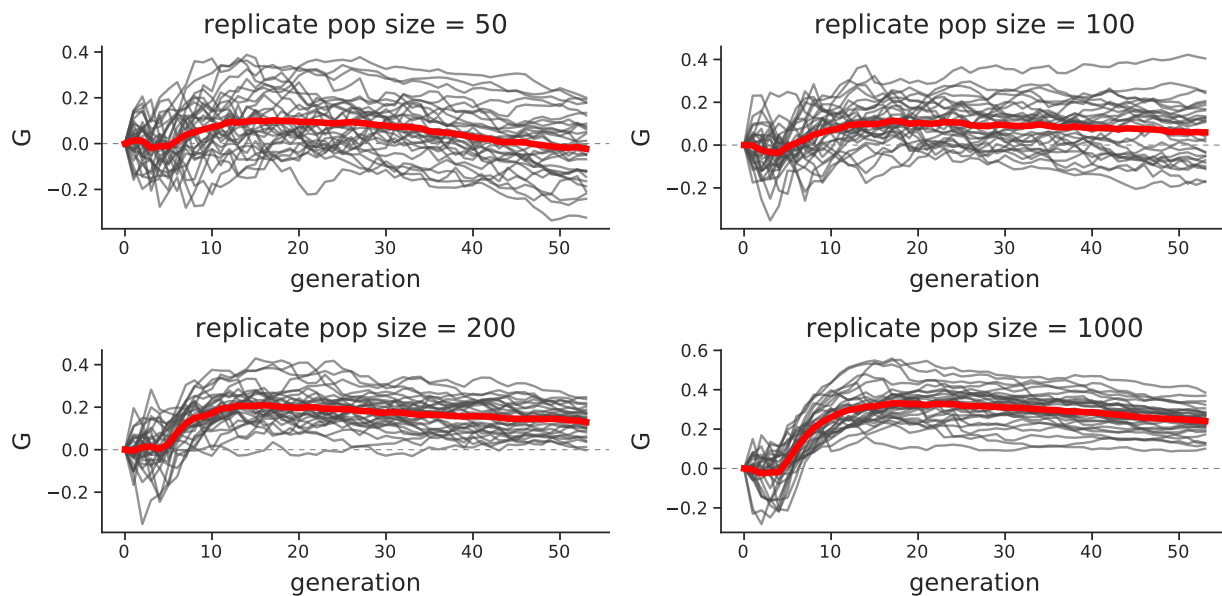 replicate pop size = 50
G
0.4
0.2
0.0
−0.2
0 10 20 30 40 50
generation
replicate pop size = 100
G
0.4
0.2
0.0
−0.2
0 10 20 30 40 50
generation
replicate pop size = 200
G
0.4
0.2
0.0
−0.2
0 10 20 30 40 50
generation
replicate pop size = 1000
G
0.6
0.4
0.2
0.0
−0.2
0 10 20 30 40 50
generation